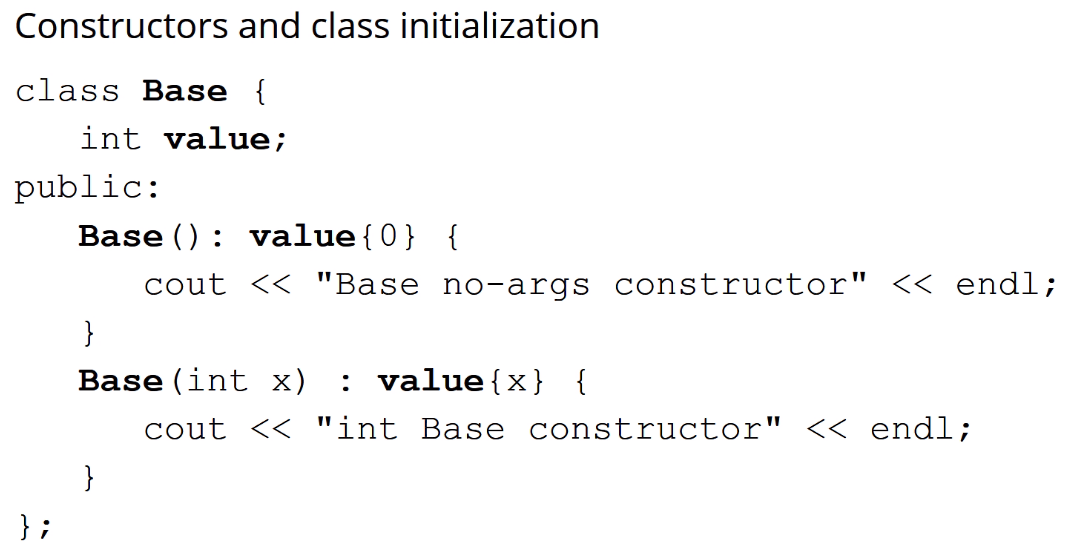 Constructors and class initialization
class Base {
int value;
public:
Base(): value{0} {
cout << "Base no-args constructor" << endl;
}
Base(int x) : value{x} {
cout << "int Base constructor" << endl;
}
};